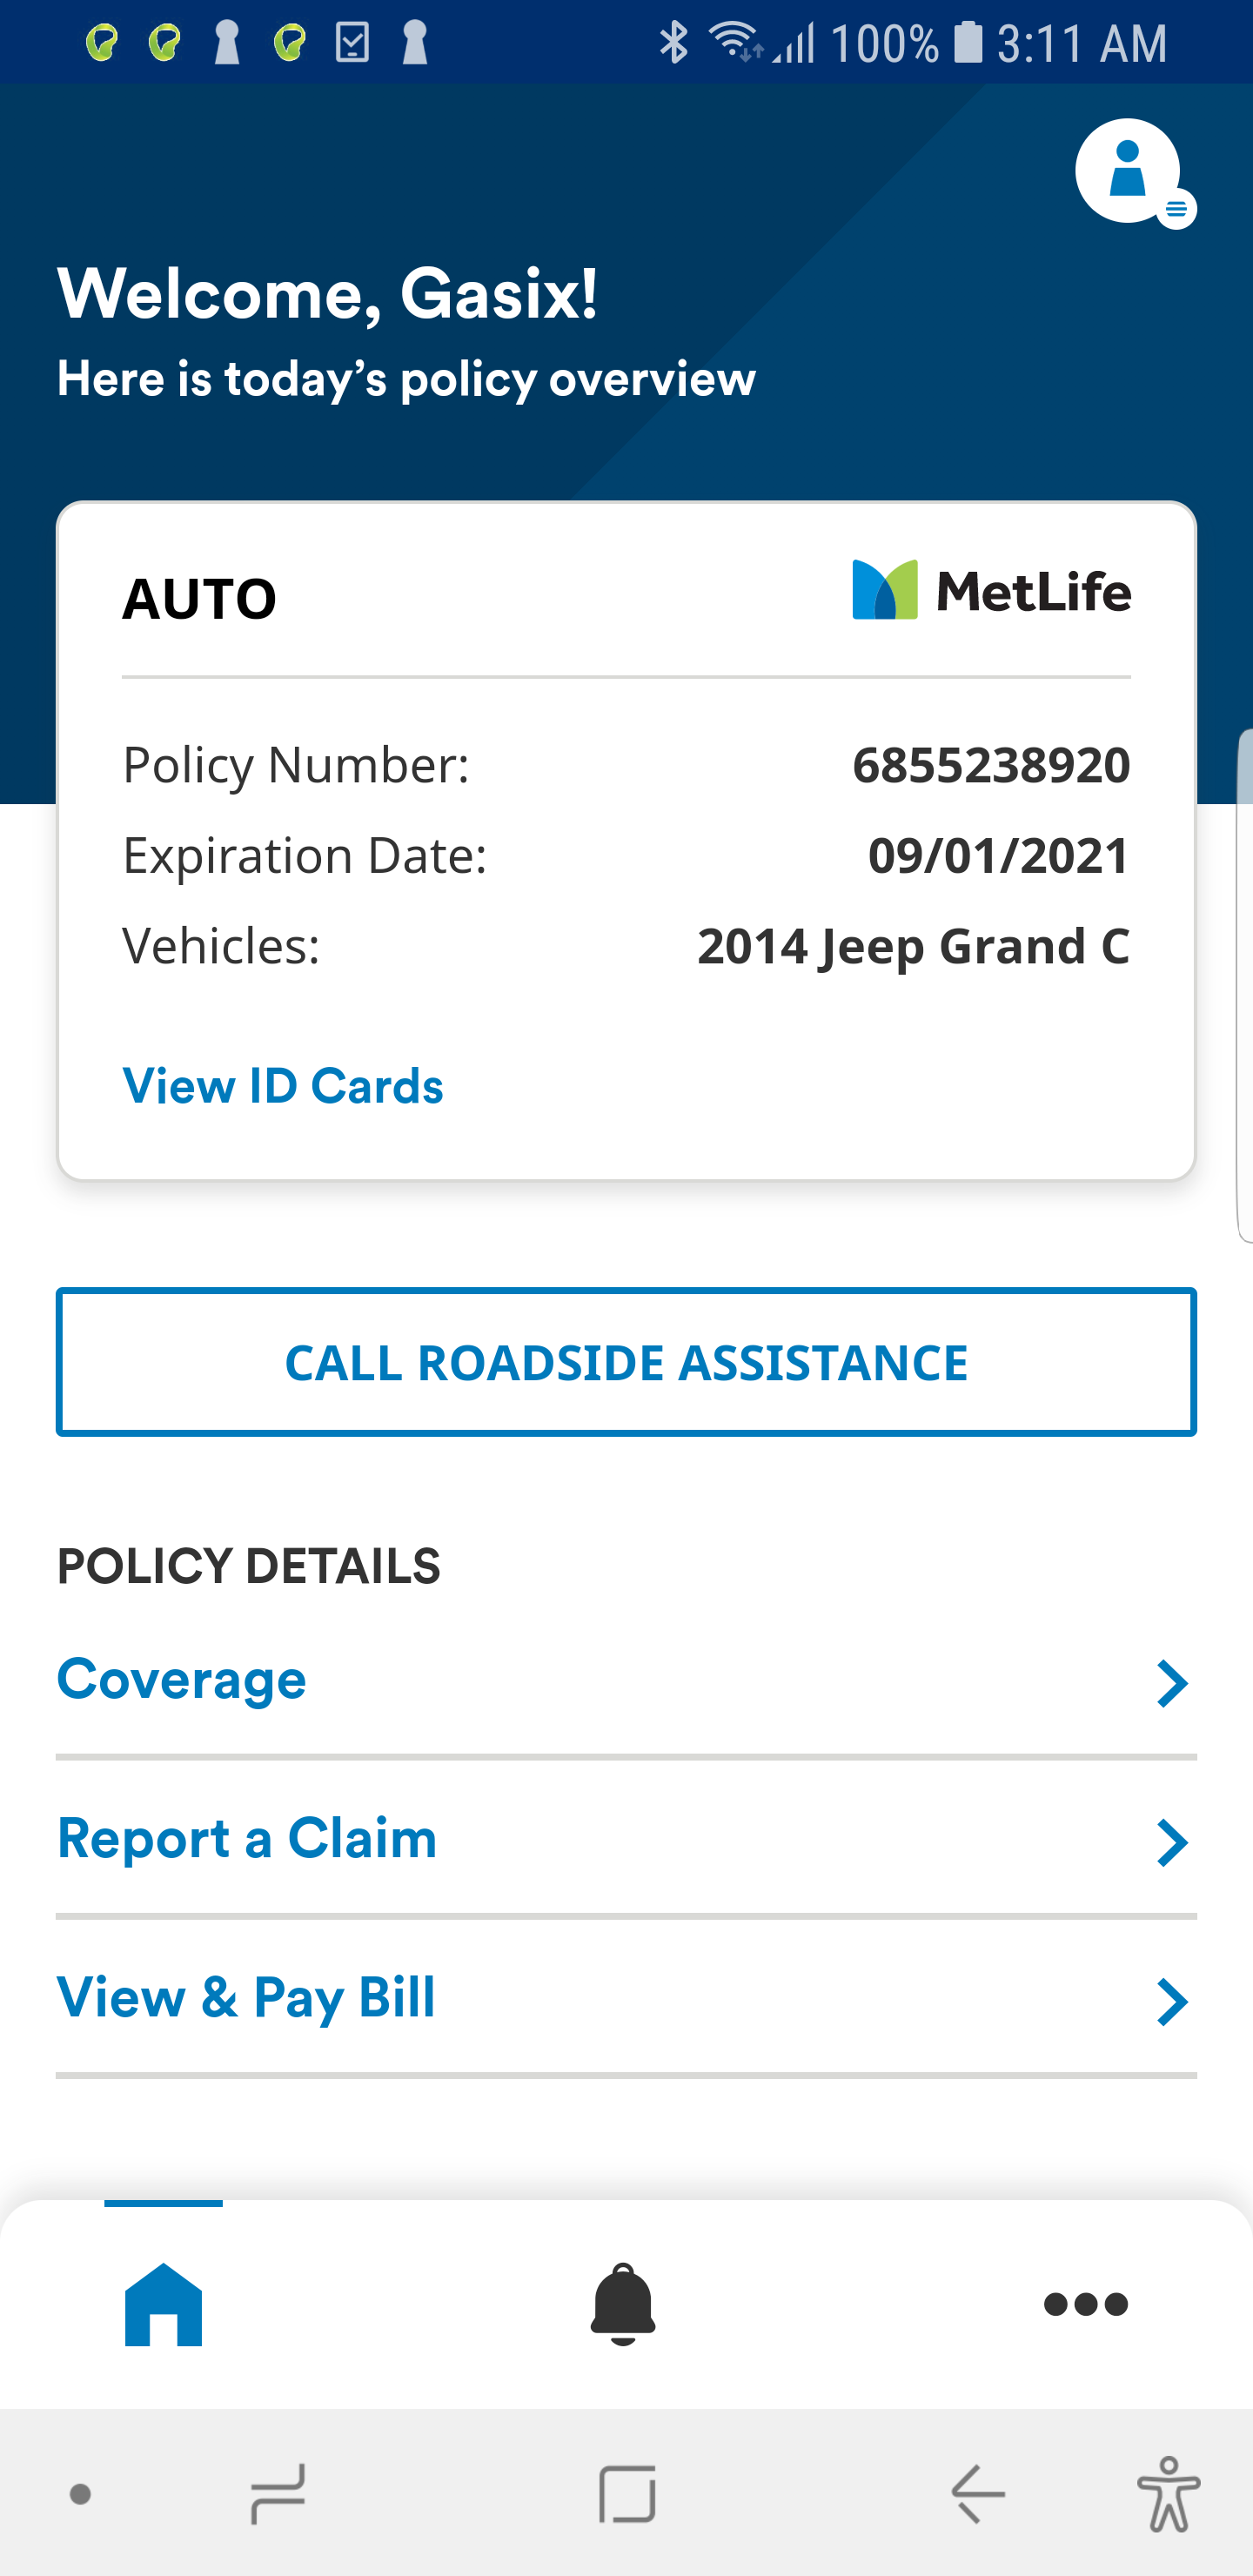 100% 3:11 AM
Welcome, Gasix!
Here is today’s policy overview
AUTO MetLife
Policy Number: 6855238920
Expiration Date: 09/01/2021
Vehicles: 2014 Jeep Grand C
View ID Cards
CALL ROADSIDE ASSISTANCE
POLICY DETAILS
Coverage
Report a Claim
View & Pay Bill